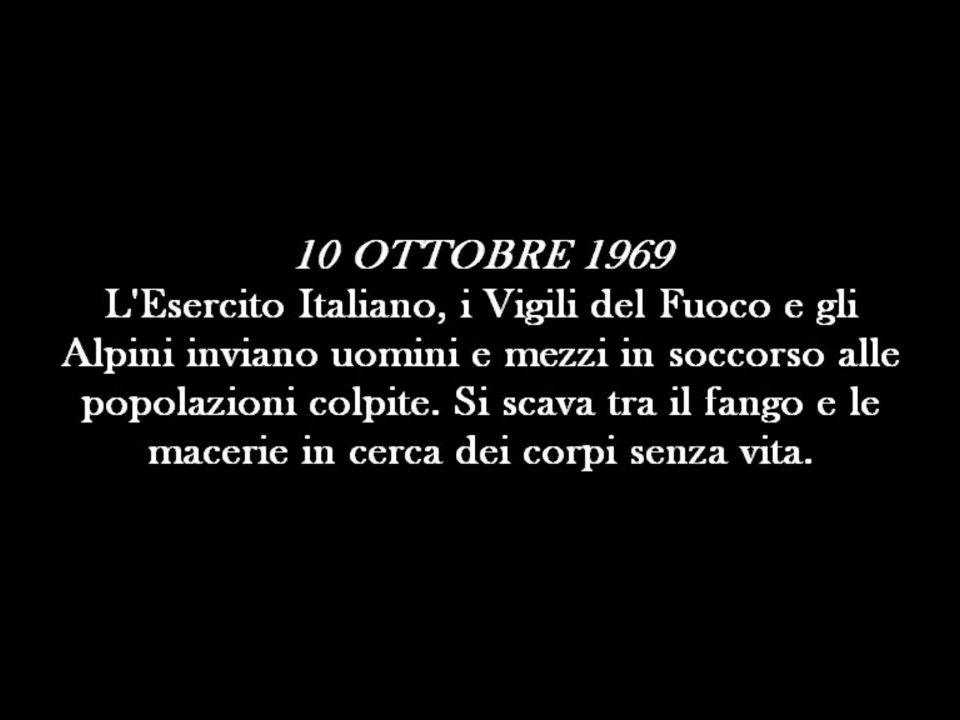 10 OTTOBRE 1969
L'Esercito Italiano, i Vigili del Fuoco e gli
Alpini inviano uomini e mezzi in soccorso alle
popolazioni colpite. Si scava tra il fango e le
macerie in cerca dei corpi senza vita.